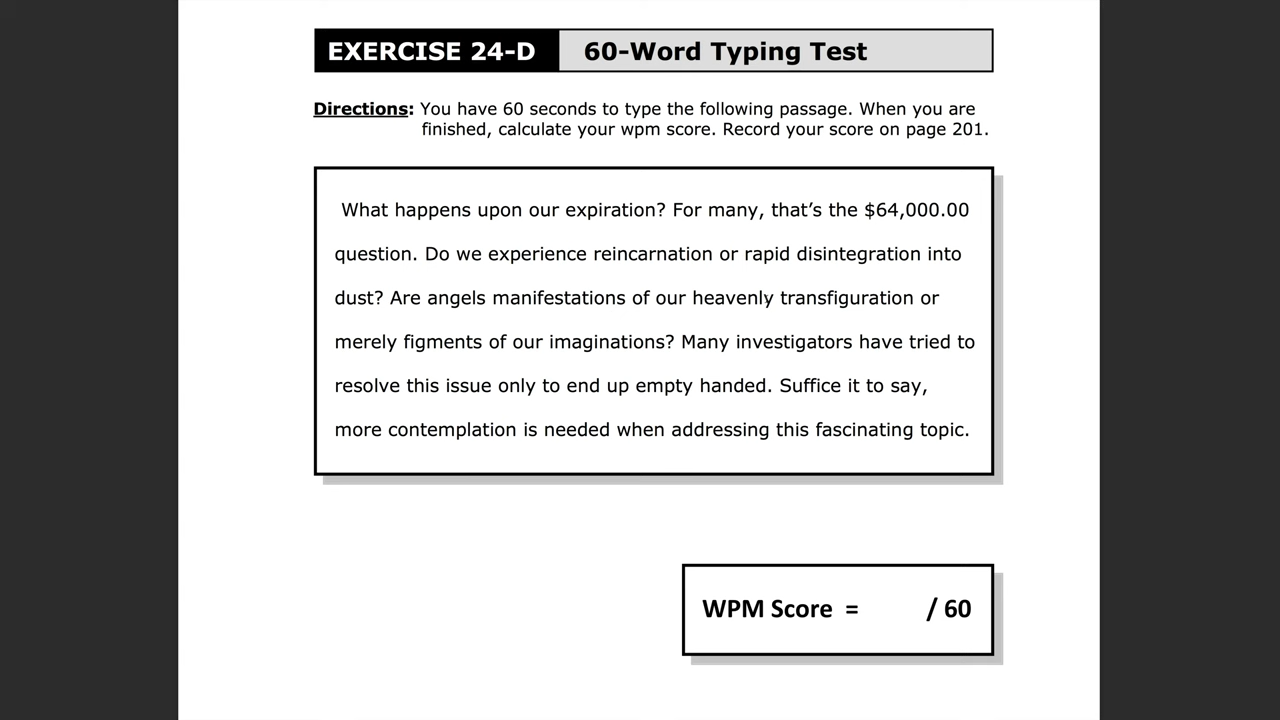 EXERCISE 24-D 60-Word Typing Test
Directions: You have 60 seconds to type the following passage. When you are
finished, calculate your wpm score. Record your score on page 201.
What happens upon our expiration? For many, that’s the $64,000.00
question. Do we experience reincarnation or rapid disintegration into
dust? Are angels manifestations of our heavenly transfiguration or
merely figments of our imaginations? Many investigators have tried to
resolve this issue only to end up empty handed. Suffice it to say,
more contemplation is needed when addressing this fascinating topic.
WPM Score = / 60